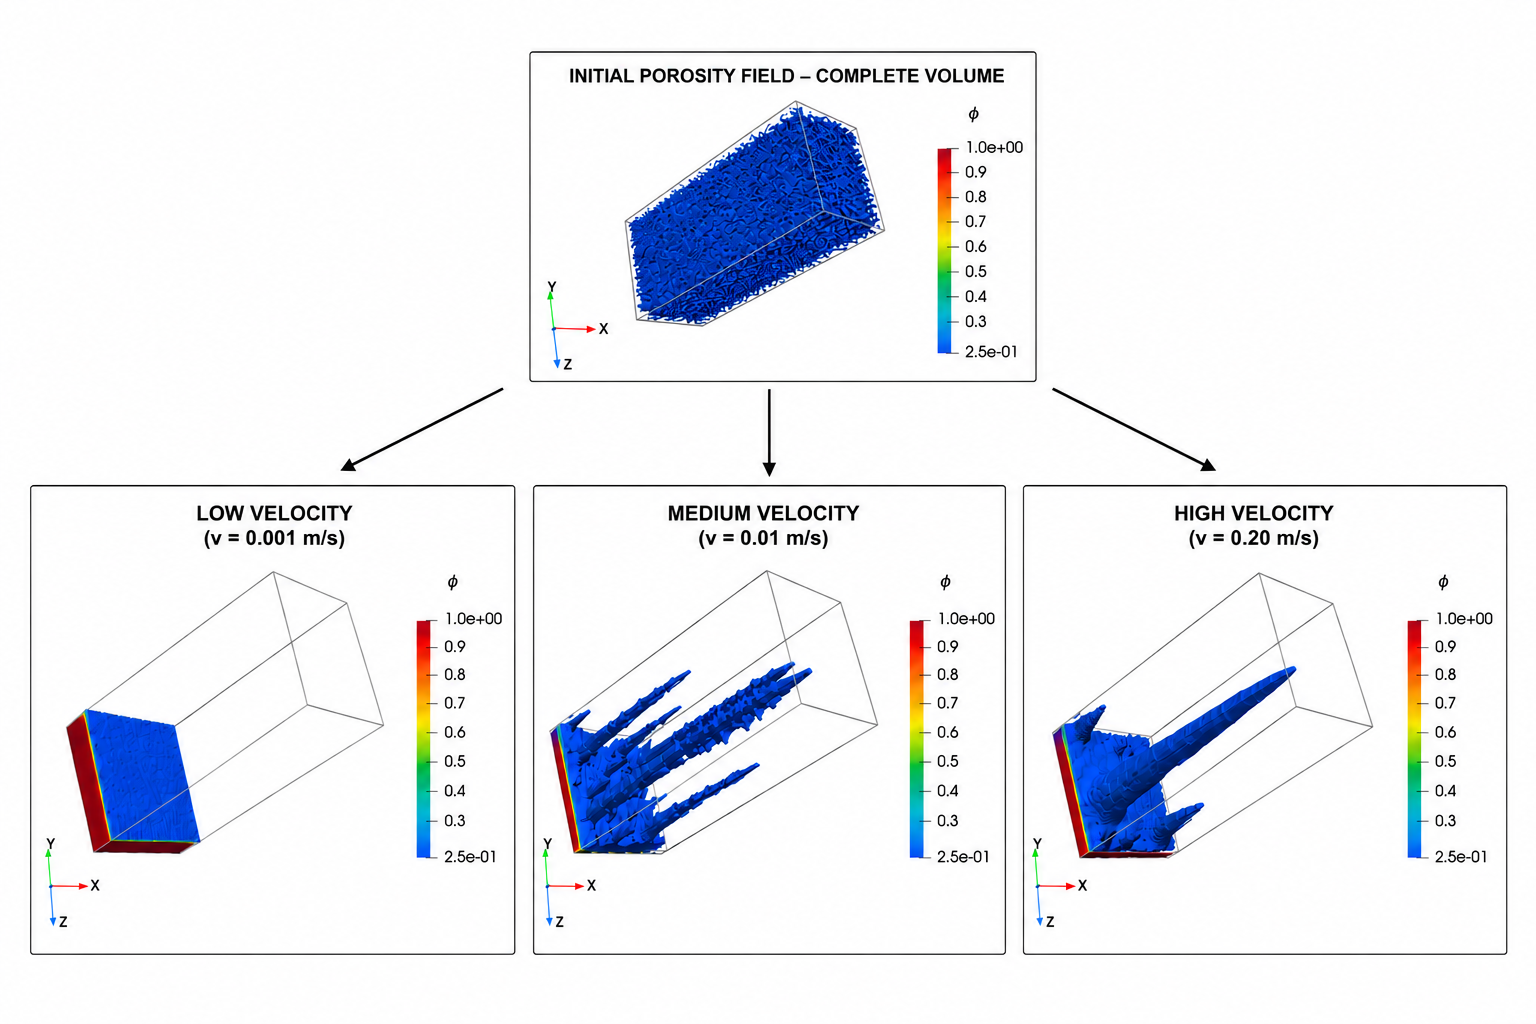 INITIAL POROSITY FIELD – COMPLETE VOLUME
ϕ
1.0e+00
0.9
0.8
0.7
0.6
0.5
0.4
0.3
2.5e-01
Y
X
Z
LOW VELOCITY
(v = 0.001 m/s)
ϕ
1.0e+00
0.9
0.8
0.7
0.6
0.5
0.4
0.3
2.5e-01
Y
X
Z
MEDIUM VELOCITY
(v = 0.01 m/s)
ϕ
1.0e+00
0.9
0.8
0.7
0.6
0.5
0.4
0.3
2.5e-01
Y
X
Z
HIGH VELOCITY
(v = 0.20 m/s)
ϕ
1.0e+00
0.9
0.8
0.7
0.6
0.5
0.4
0.3
2.5e-01
Y
X
Z